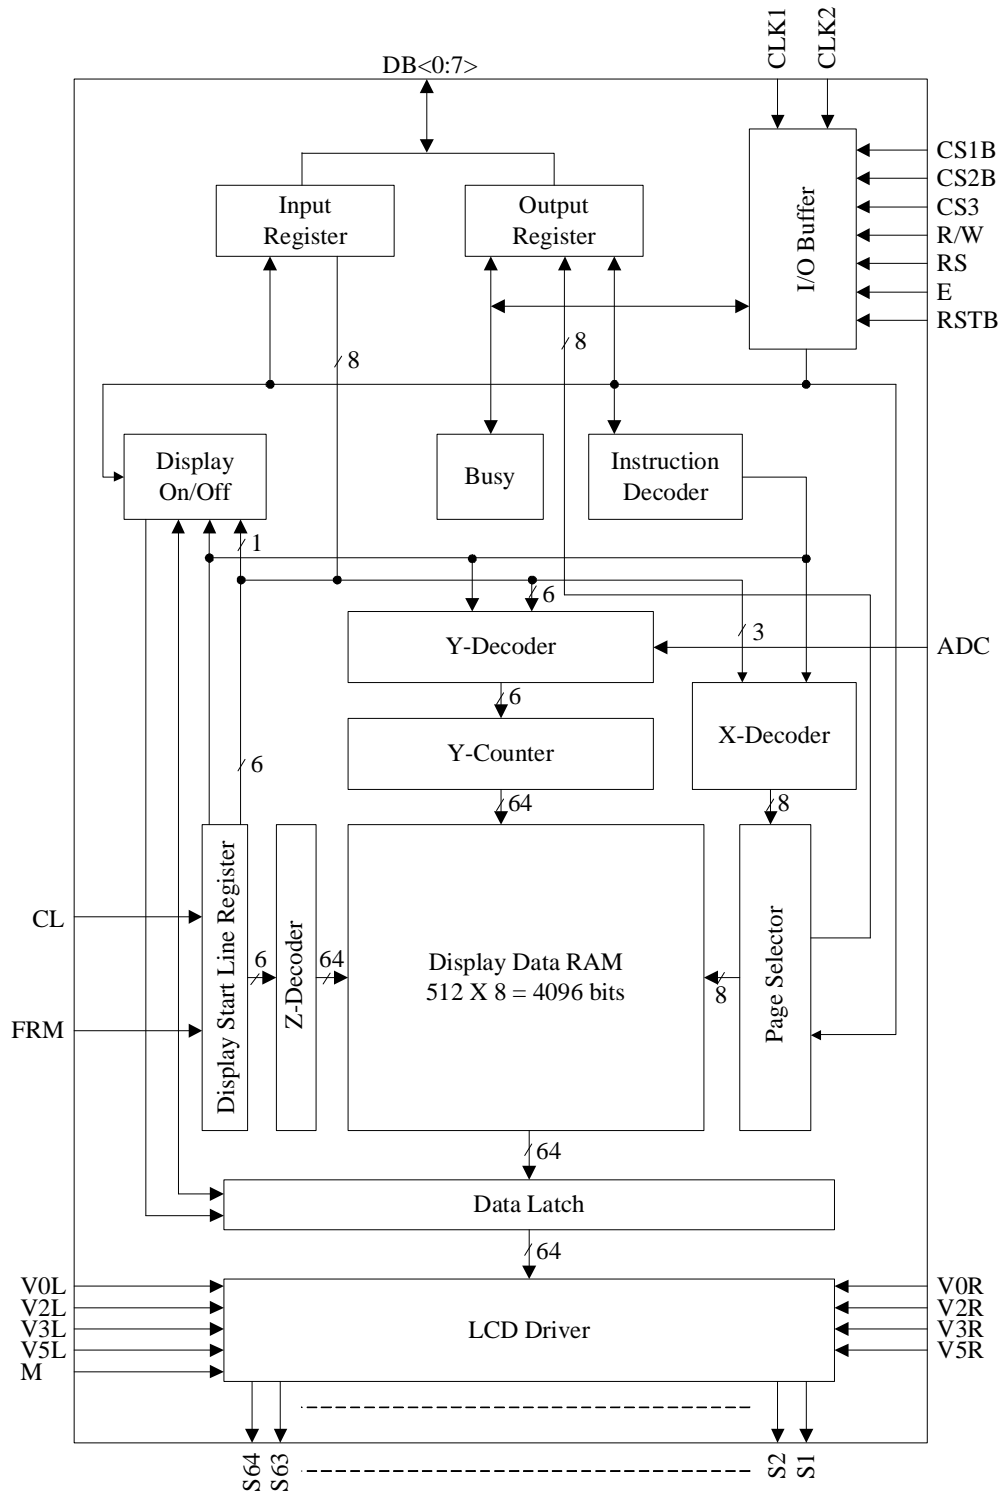 CLK1
CLK2
DB<0:7>
CS1B
CS2B
CS3
R/W
RS
E
RSTB
I/O Buffer
Input
Register
Output
Register
8
8
Display
On/Off
Busy
Instruction
Decoder
1
6
3
Y-Decoder
ADC
6
6
Y-Counter
X-Decoder
64
8
CL
FRM
Display Start Line Register
6
Z-Decoder
64
Display Data RAM
512 X 8 = 4096 bits
8
Page Selector
64
Data Latch
64
V0L
V2L
V3L
V5L
M
LCD Driver
V0R
V2R
V3R
V5R
S64
S63
S2
S1